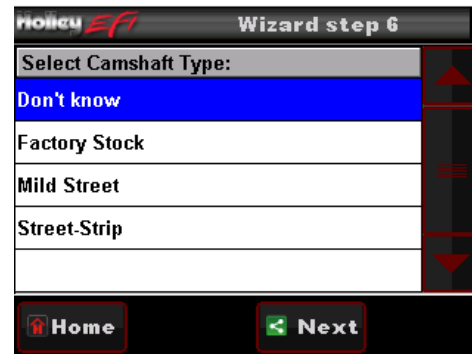 Holley EFI Wizard step 6
Select Camshaft Type:
Don't know
Factory Stock
Mild Street
Street-Strip
Home Next